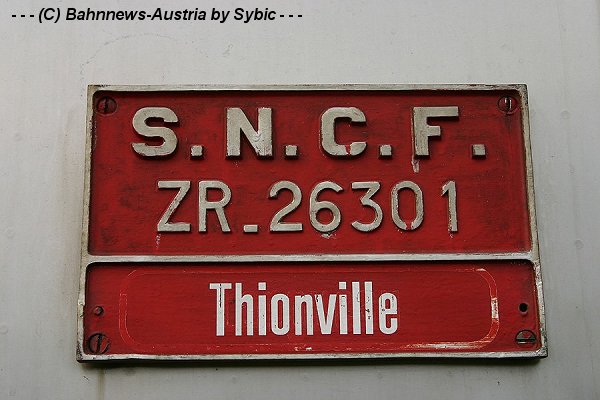 - - - (C) Bahnnews-Austria by Sybic - - -
S.N.C.F.
ZR.26301
Thionville